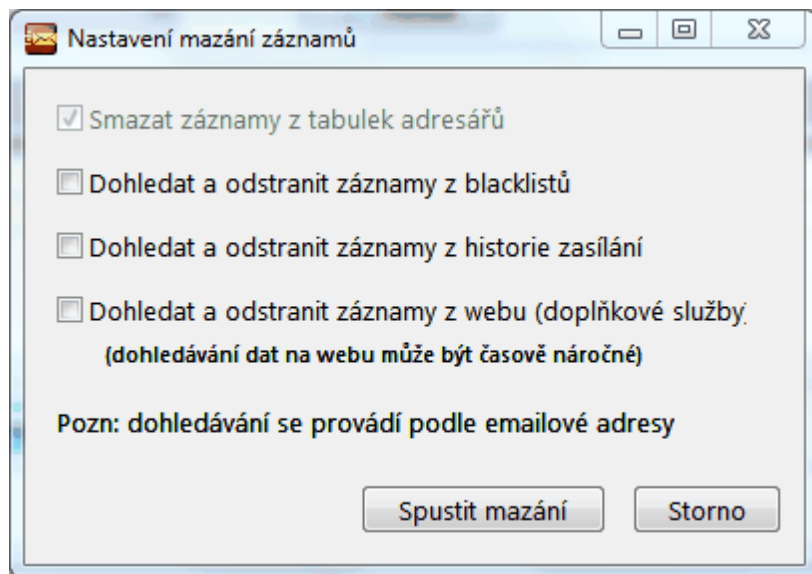 Nastavení mazání záznamů
Smazat záznamy z tabulek adresářů
Dohledat a odstranit záznamy z blacklistů
Dohledat a odstranit záznamy z historie zasílání
Dohledat a odstranit záznamy z webu (doplňkové služby)
(dohledávání dat na webu může být časově náročné)
Pozn: dohledávání se provádí podle emailové adresy
Spustit mazání
Storno